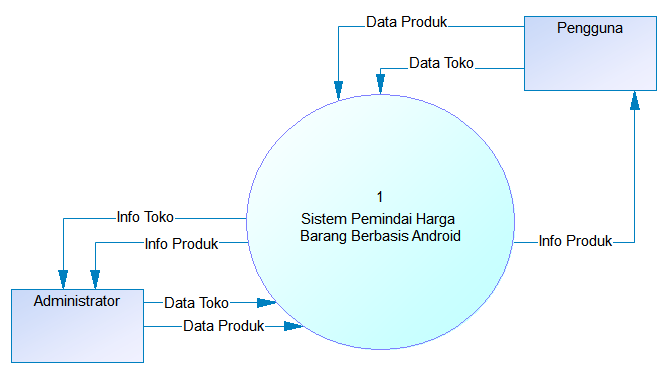 Data Produk
Pengguna
Data Toko
1
Sistem Pemindai Harga
Barang Berbasis Android
Info Toko
Info Produk
Info Produk
Administrator
Data Toko
Data Produk